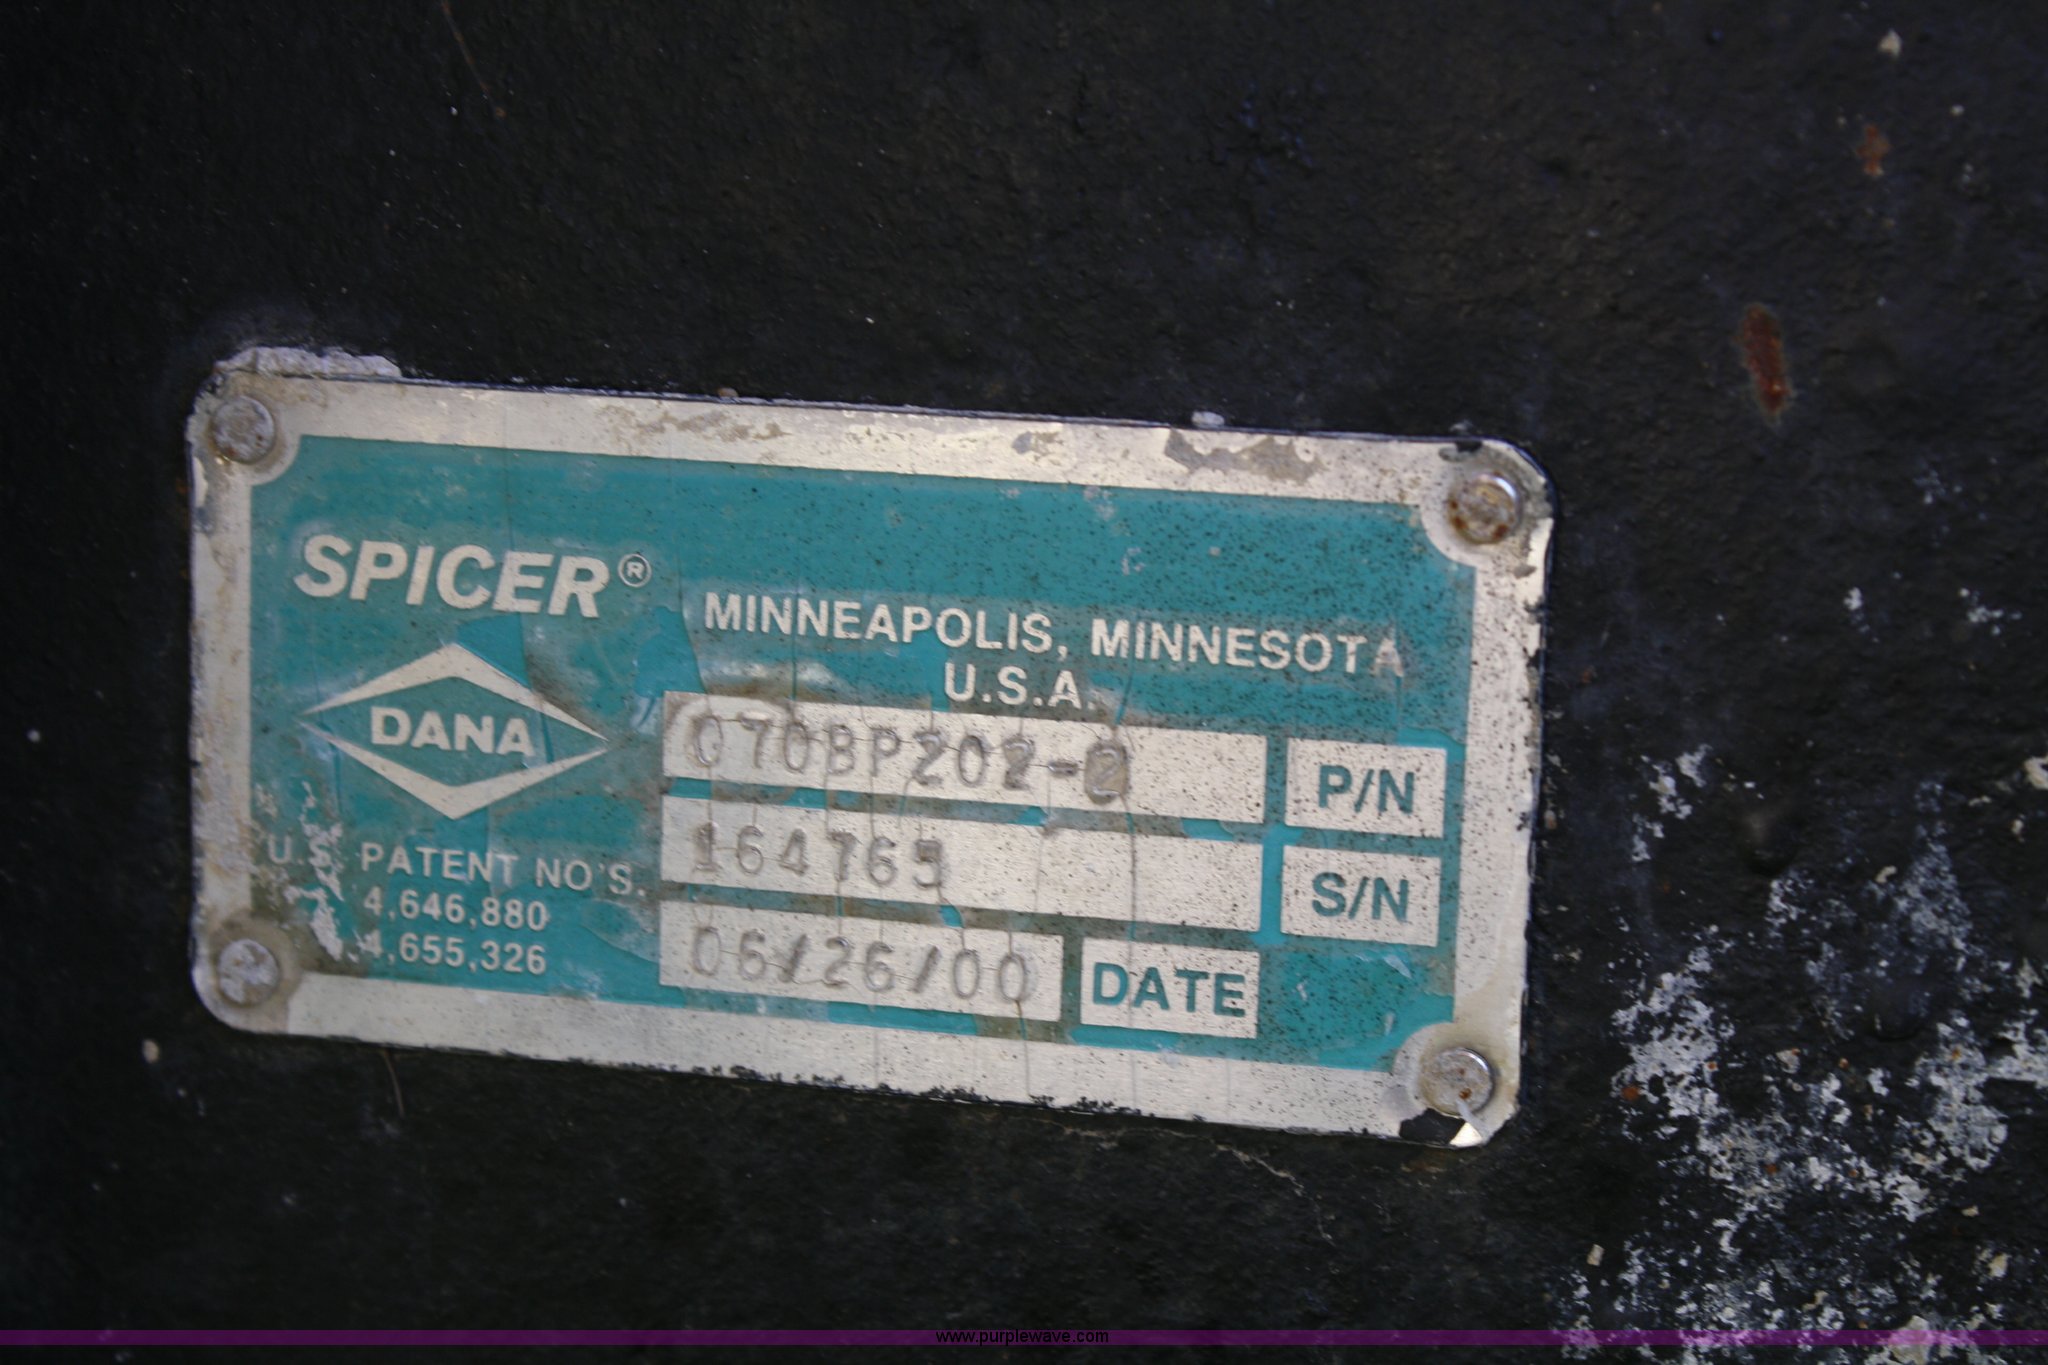 SPICER®
DANA
MINNEAPOLIS, MINNESOTA
U.S.A.
070BP202-2 P/N
164765 S/N
06/26/00 DATE
U.S. PATENT NO'S.
4,646,880
4,655,326
www.purplewave.com